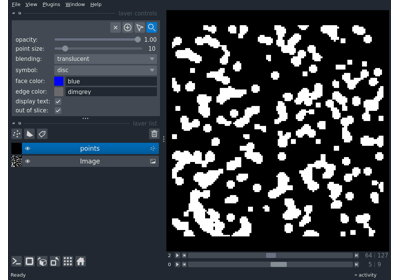 File View Plugins Window Help
layer controls
opacity: 1.00
point size: 10
blending: translucent
symbol: disc
face color: blue
edge color: dimgrey
display text:
out of slice:
layer list
points
Image
2 64 127
0 5 9
Ready activity